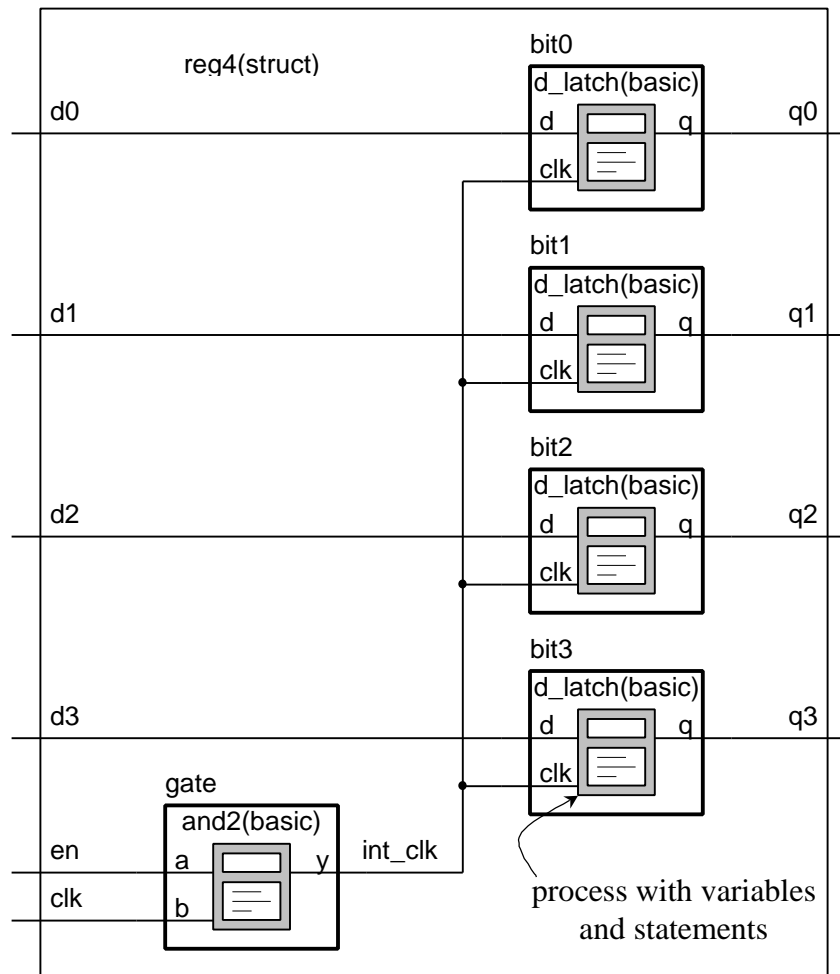 reg4(struct)
bit0
d_latch(basic)
d0
d
q
q0
clk
bit1
d_latch(basic)
d1
d
q
q1
clk
bit2
d_latch(basic)
d2
d
q
q2
clk
bit3
d_latch(basic)
d3
d
q
q3
clk
gate
and2(basic)
en
a
y
int_clk
clk
b
process with variables
and statements